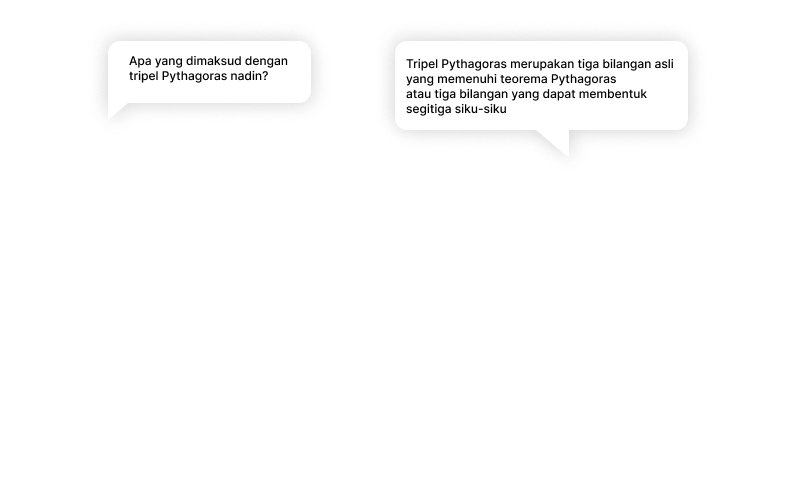 Apa yang dimaksud dengan
tripel Pythagoras nadin?
Tripel Pythagoras merupakan tiga bilangan asli
yang memenuhi teorema Pythagoras
atau tiga bilangan yang dapat membentuk
segitiga siku-siku